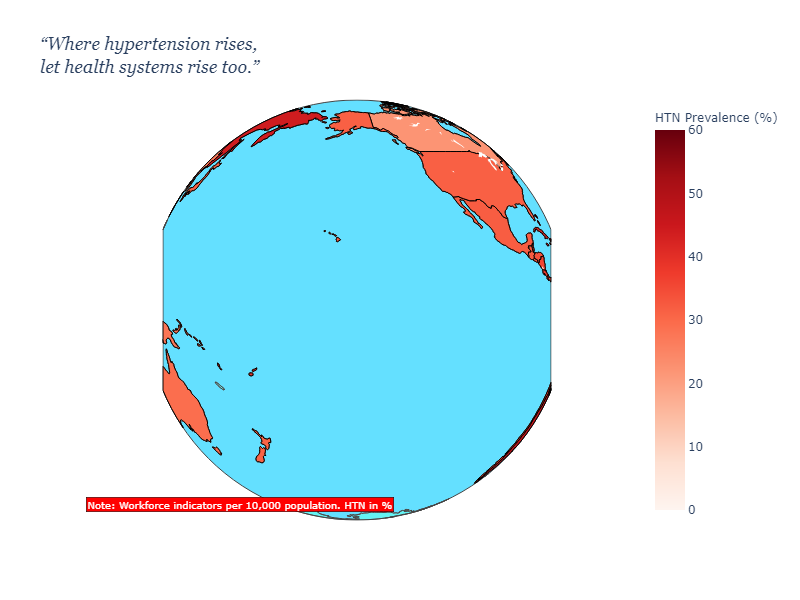 “Where hypertension rises,
let health systems rise too.”
HTN Prevalence (%)
60
50
40
30
20
10
0
Note: Workforce indicators per 10,000 population. HTN in %